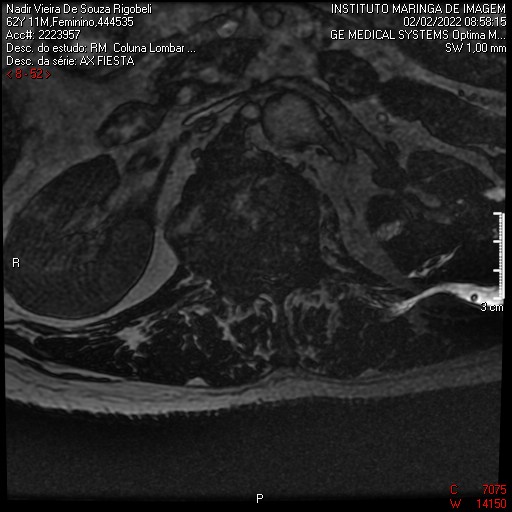 Nadir Vieira De Souza Rigobeli
62Y 11M,Feminino,444535
Acc#: 2223957
Desc. do estudo: RM Coluna Lombar ...
Desc. da série: AX FIESTA
< 8 -52 >
INSTITUTO MARINGA DE IMAGEM
02/02/2022 08:58:15
GE MEDICAL SYSTEMS Optima M...
SW 1,00 mm
R
3 cm
P
C 7075
W 14150